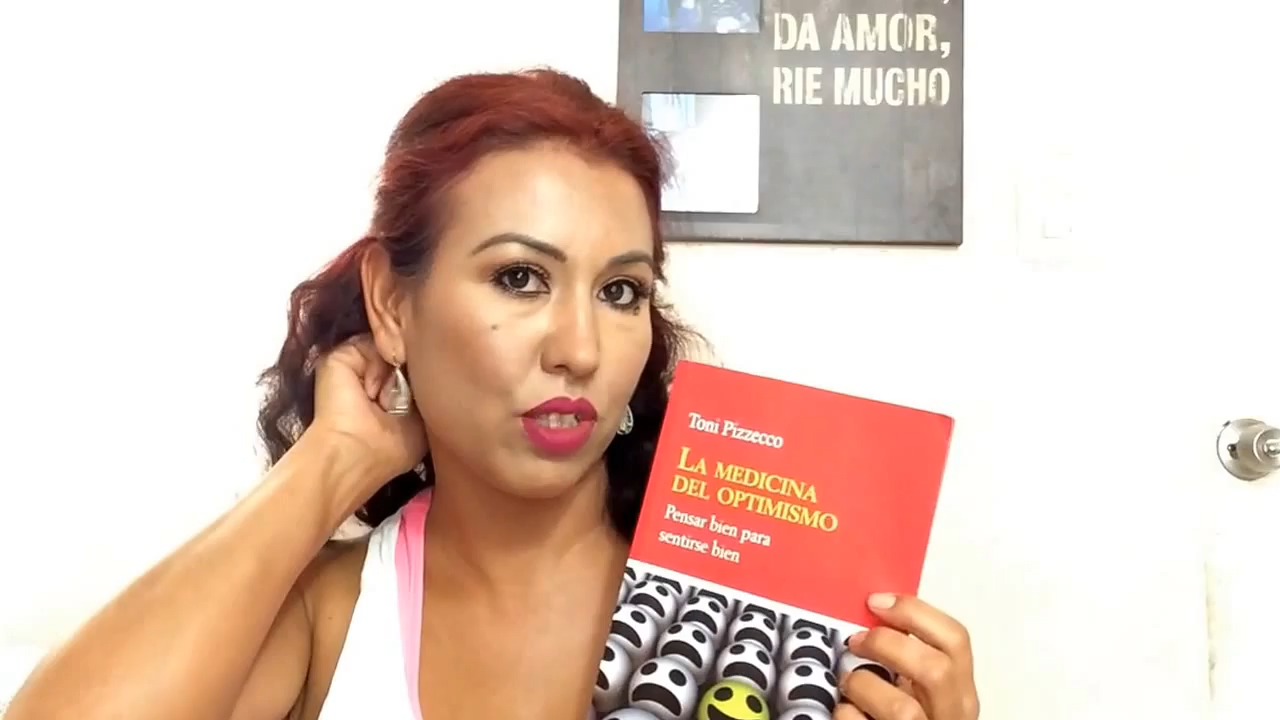 DA AMOR,
RIE MUCHO
Toni Pizzecco
LA MEDICINA
DEL OPTIMISMO
Pensar bien para
sentirse bien